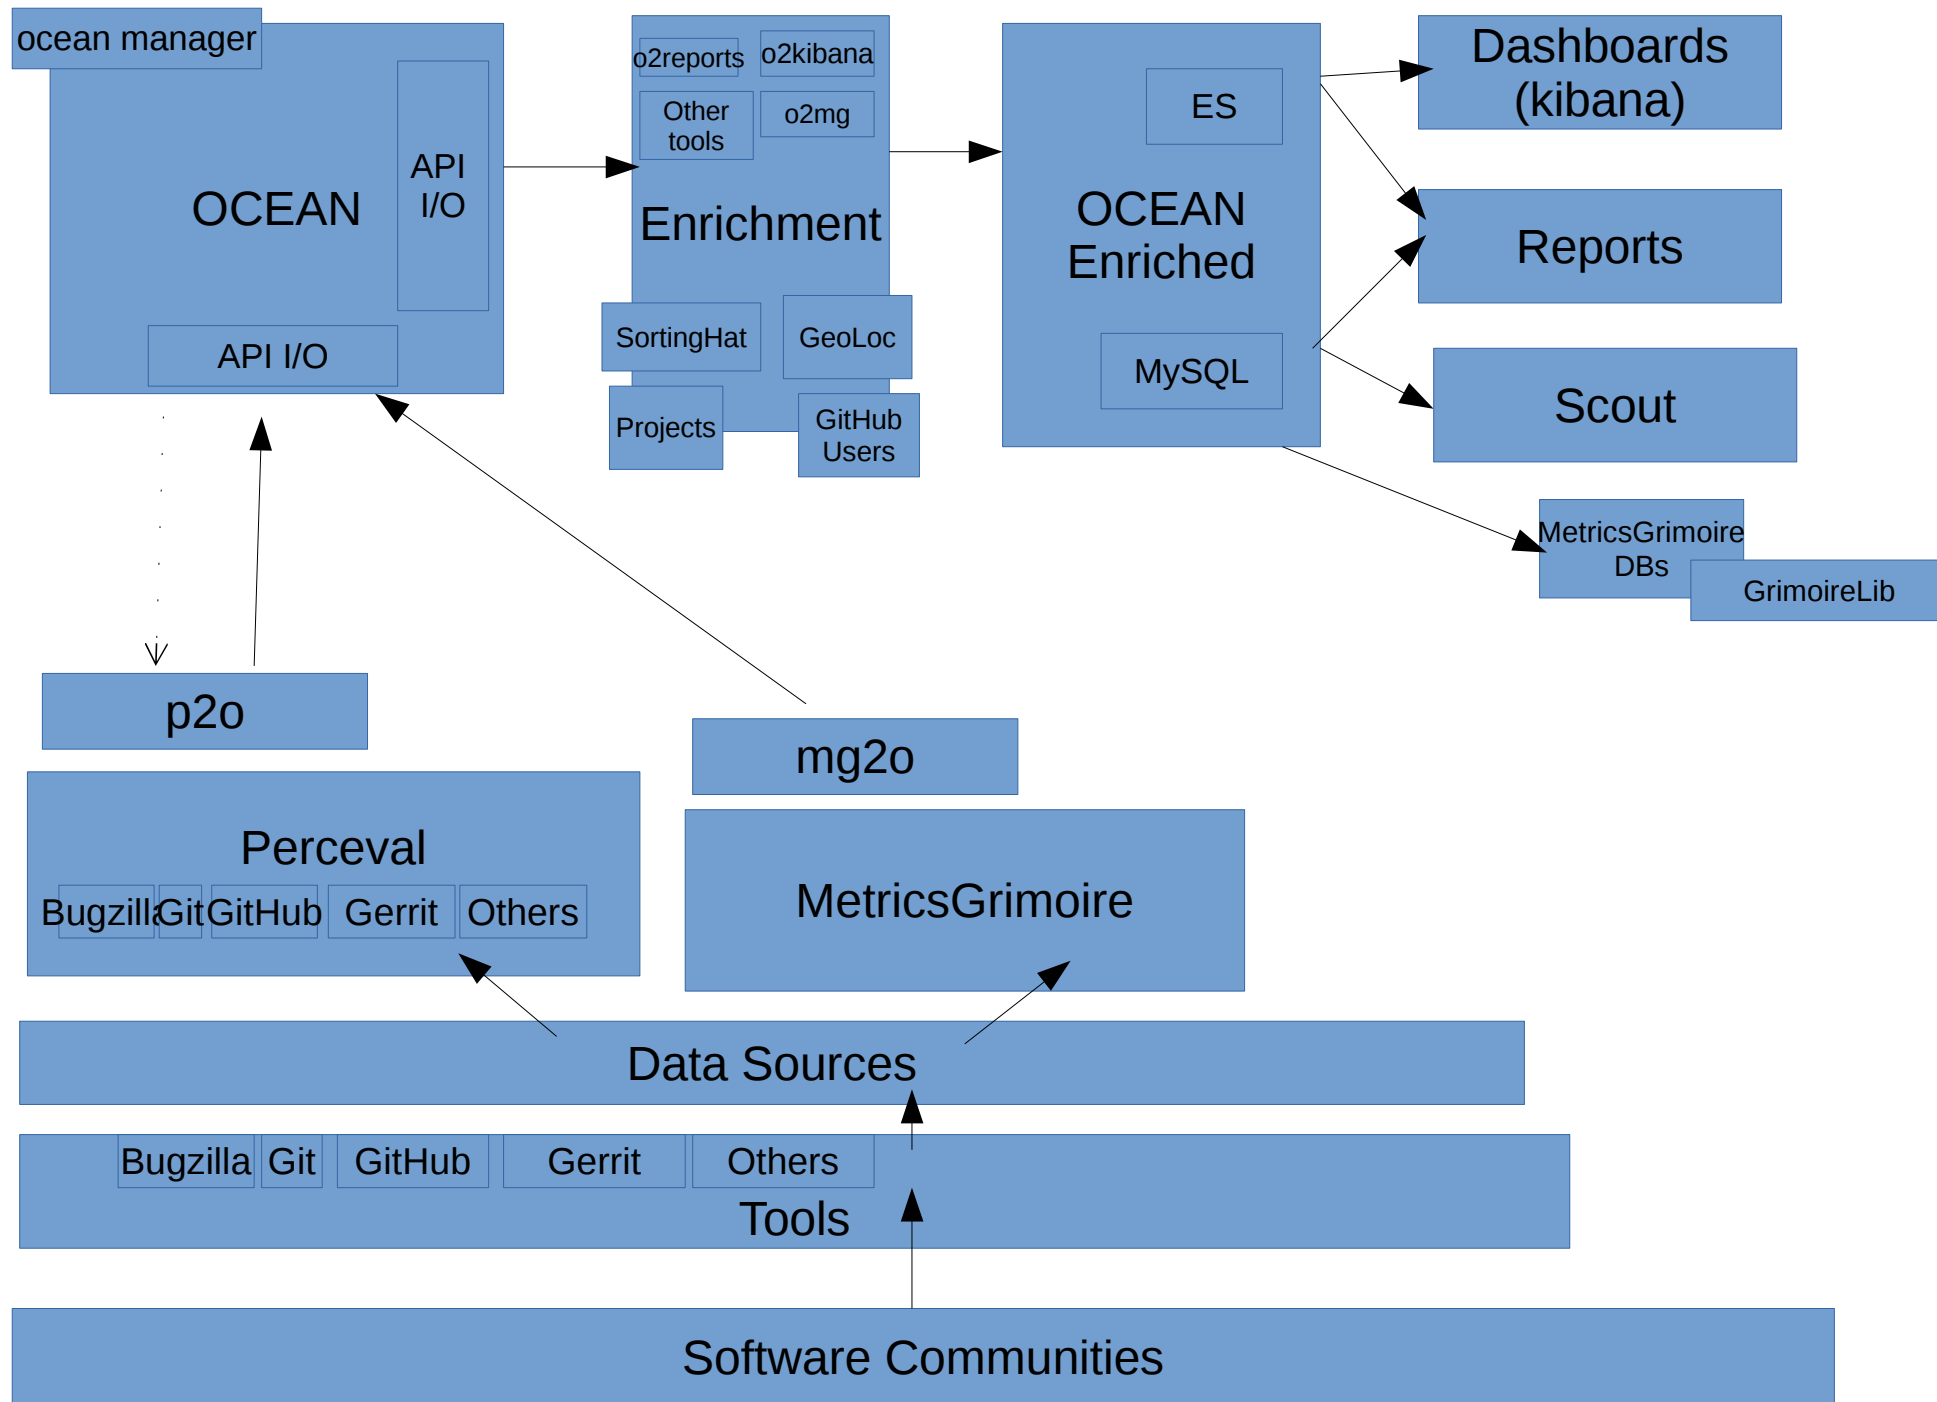 ocean manager
OCEAN
API
I/O
API I/O
o2reports
o2kibana
Other
tools
o2mg
Enrichment
SortingHat
GeoLoc
Projects
GitHub
Users
ES
OCEAN
Enriched
MySQL
Dashboards
(kibana)
Reports
Scout
MetricsGrimoire
DBs
GrimoireLib
p2o
mg2o
Perceval
Bugzilla
Git
GitHub
Gerrit
Others
MetricsGrimoire
Data Sources
Bugzilla
Git
GitHub
Gerrit
Others
Tools
Software Communities